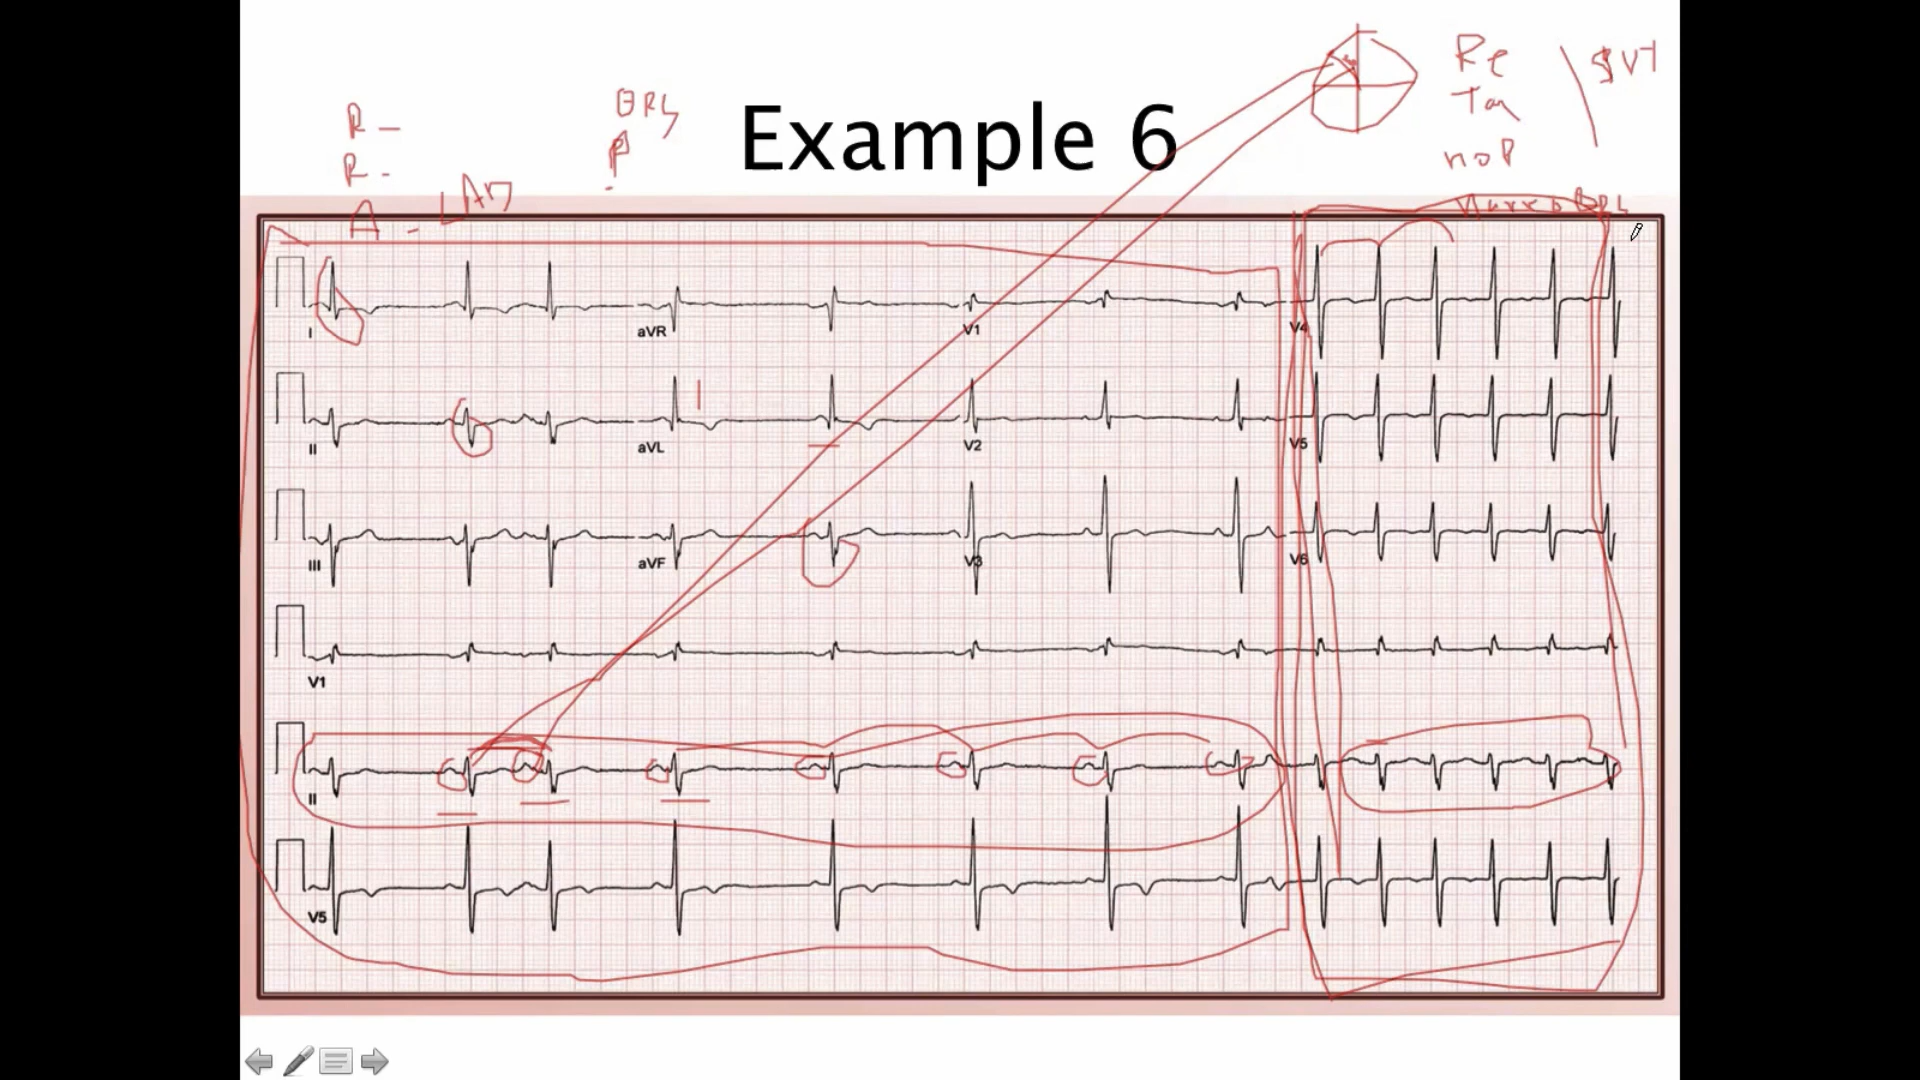 Re
SVT
QRS
Example 6
R -
P
R -
no P
LAD
A -
I
aVR
V1
V4
II
aVL
V2
V5
III
aVF
V3
V6
V1
II
V5